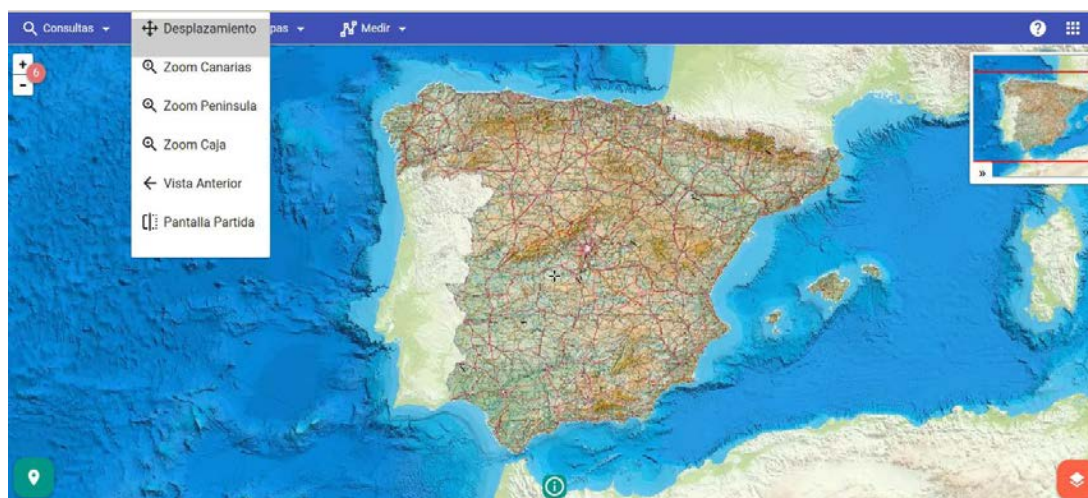 Consultas
Desplazamiento
pas
Medir
Zoom Canarias
Zoom Peninsula
Zoom Caja
Vista Anterior
Pantalla Partida
+
6
-
»